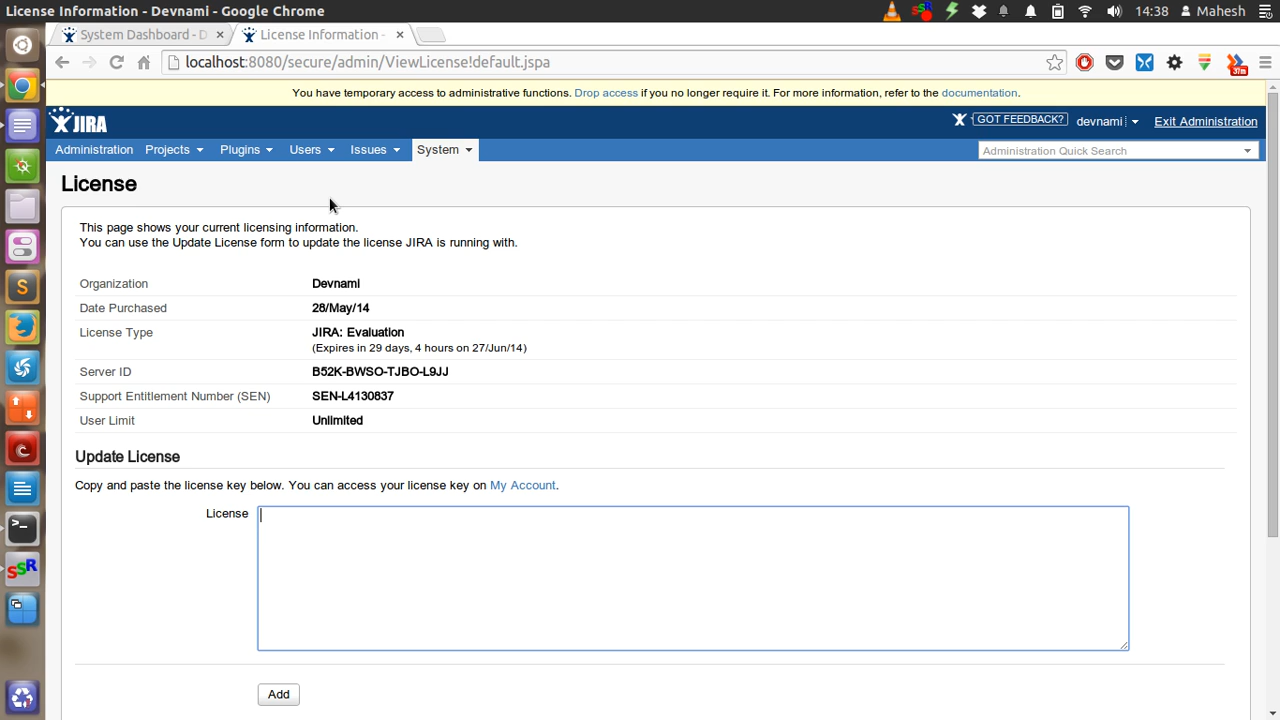 License Information - Devnami - Google Chrome
14:38 Mahesh
System Dashboard - D
License Information -
localhost:8080/secure/admin/ViewLicense!default.jspa
37m
You have temporary access to administrative functions. Drop access if you no longer require it. For more information, refer to the documentation.
JIRA
GOT FEEDBACK? devnami Exit Administration
Administration Projects Plugins Users Issues System
Administration Quick Search
License
This page shows your current licensing information.
You can use the Update License form to update the license JIRA is running with.
Organization Devnami
Date Purchased 28/May/14
License Type JIRA: Evaluation
(Expires in 29 days, 4 hours on 27/Jun/14)
Server ID B52K-BWSO-TJBO-L9JJ
Support Entitlement Number (SEN) SEN-L4130837
User Limit Unlimited
Update License
Copy and paste the license key below. You can access your license key on My Account.
License
Add